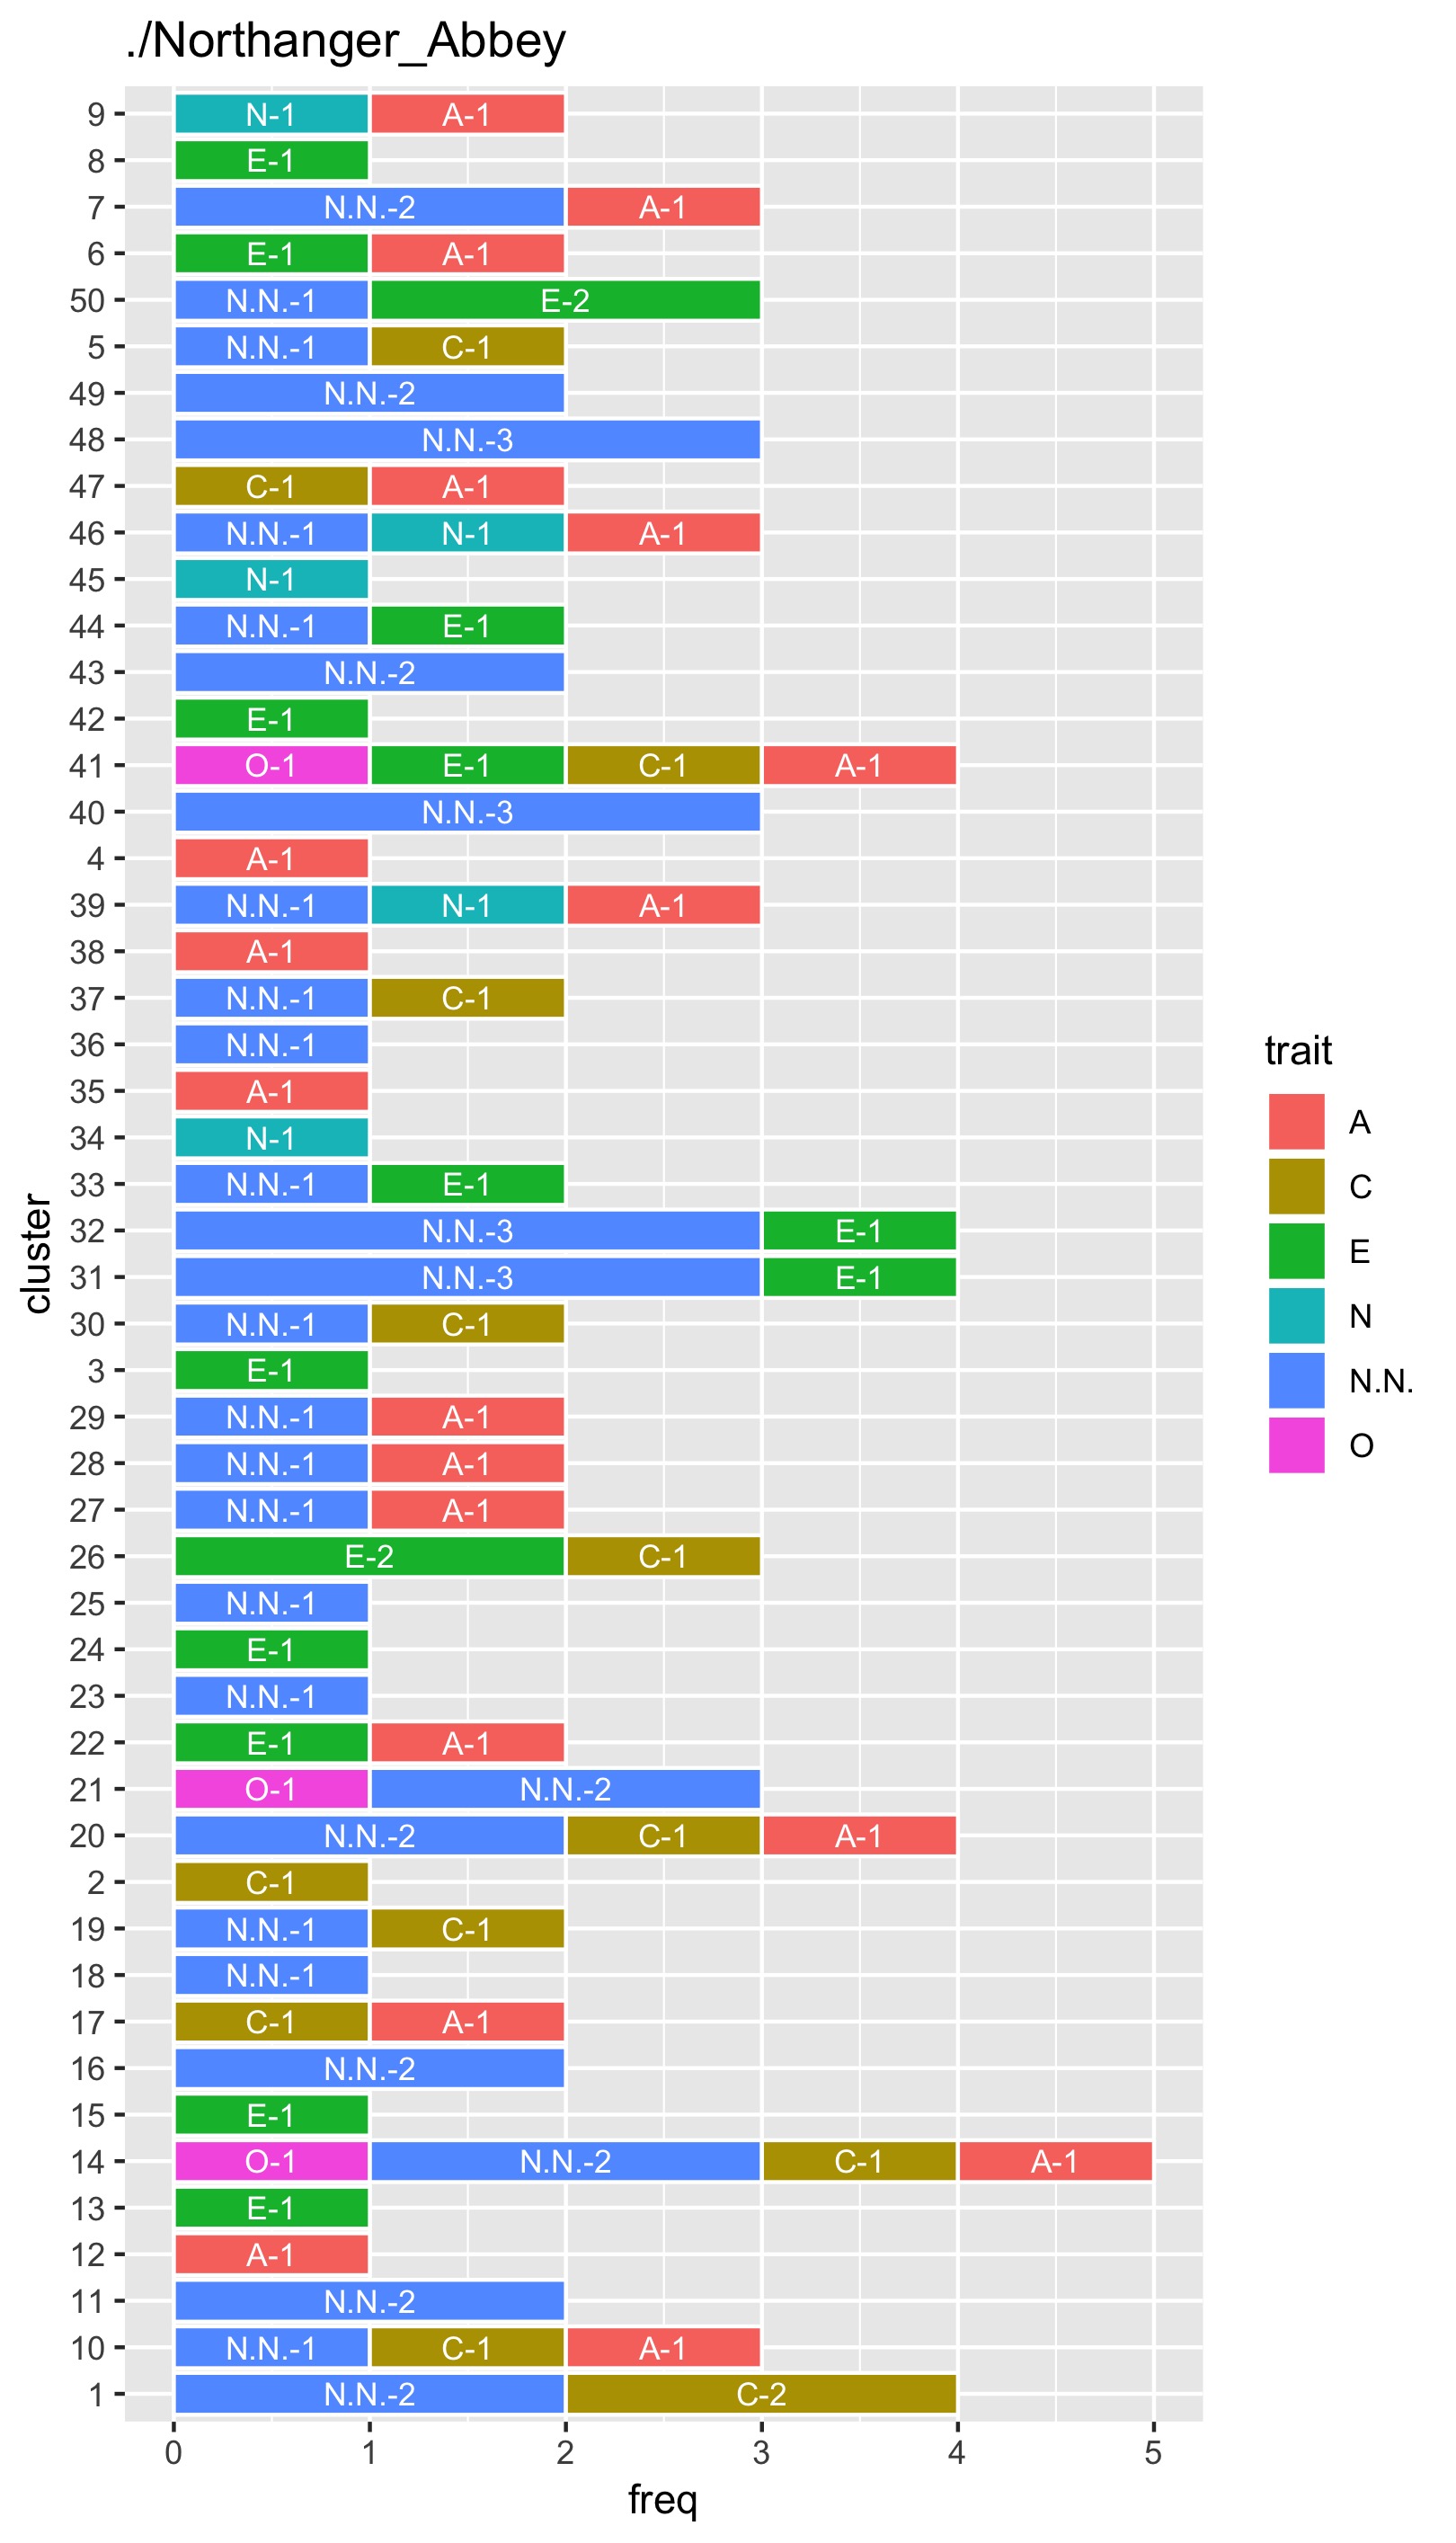 ./Northanger_Abbey
9 N-1 A-1
8 E-1
7 N.N.-2 A-1
6 E-1 A-1
50 N.N.-1 E-2
5 N.N.-1 C-1
49 N.N.-2
48 N.N.-3
47 C-1 A-1
46 N.N.-1 N-1 A-1
45 N-1
44 N.N.-1 E-1
43 N.N.-2
42 E-1
41 O-1 E-1 C-1 A-1
40 N.N.-3
4 A-1
39 N.N.-1 N-1 A-1
38 A-1
37 N.N.-1 C-1
36 N.N.-1
35 A-1
34 N-1
33 N.N.-1 E-1
32 N.N.-3 E-1
31 N.N.-3 E-1
30 N.N.-1 C-1
3 E-1
29 N.N.-1 A-1
28 N.N.-1 A-1
27 N.N.-1 A-1
26 E-2 C-1
25 N.N.-1
24 E-1
23 N.N.-1
22 E-1 A-1
21 O-1 N.N.-2
20 N.N.-2 C-1 A-1
2 C-1
19 N.N.-1 C-1
18 N.N.-1
17 C-1 A-1
16 N.N.-2
15 E-1
14 O-1 N.N.-2 C-1 A-1
13 E-1
12 A-1
11 N.N.-2
10 N.N.-1 C-1 A-1
1 N.N.-2 C-2
0 1 2 3 4 5
freq
cluster
trait
A
C
E
N
N.N.
O